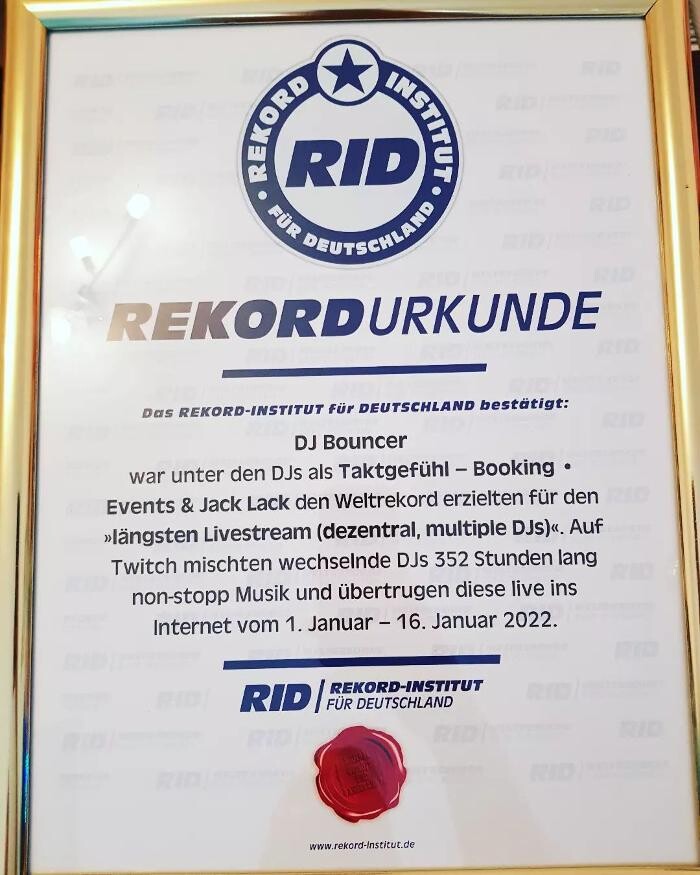 REKORD INSTITUT
RID
FÜR DEUTSCHLAND
REKORDURKUNDE
Das REKORD-INSTITUT für DEUTSCHLAND bestätigt:
DJ Bouncer
war unter den DJs als Taktgefühl – Booking •
Events & Jack Lack den Weltrekord erzielten für den
»längsten Livestream (dezentral, multiple DJs)«. Auf
Twitch mischten wechselnde DJs 352 Stunden lang
non-stopp Musik und übertrugen diese live ins
Internet vom 1. Januar – 16. Januar 2022.
RID | REKORD-INSTITUT
FÜR DEUTSCHLAND
www.rekord-institut.de